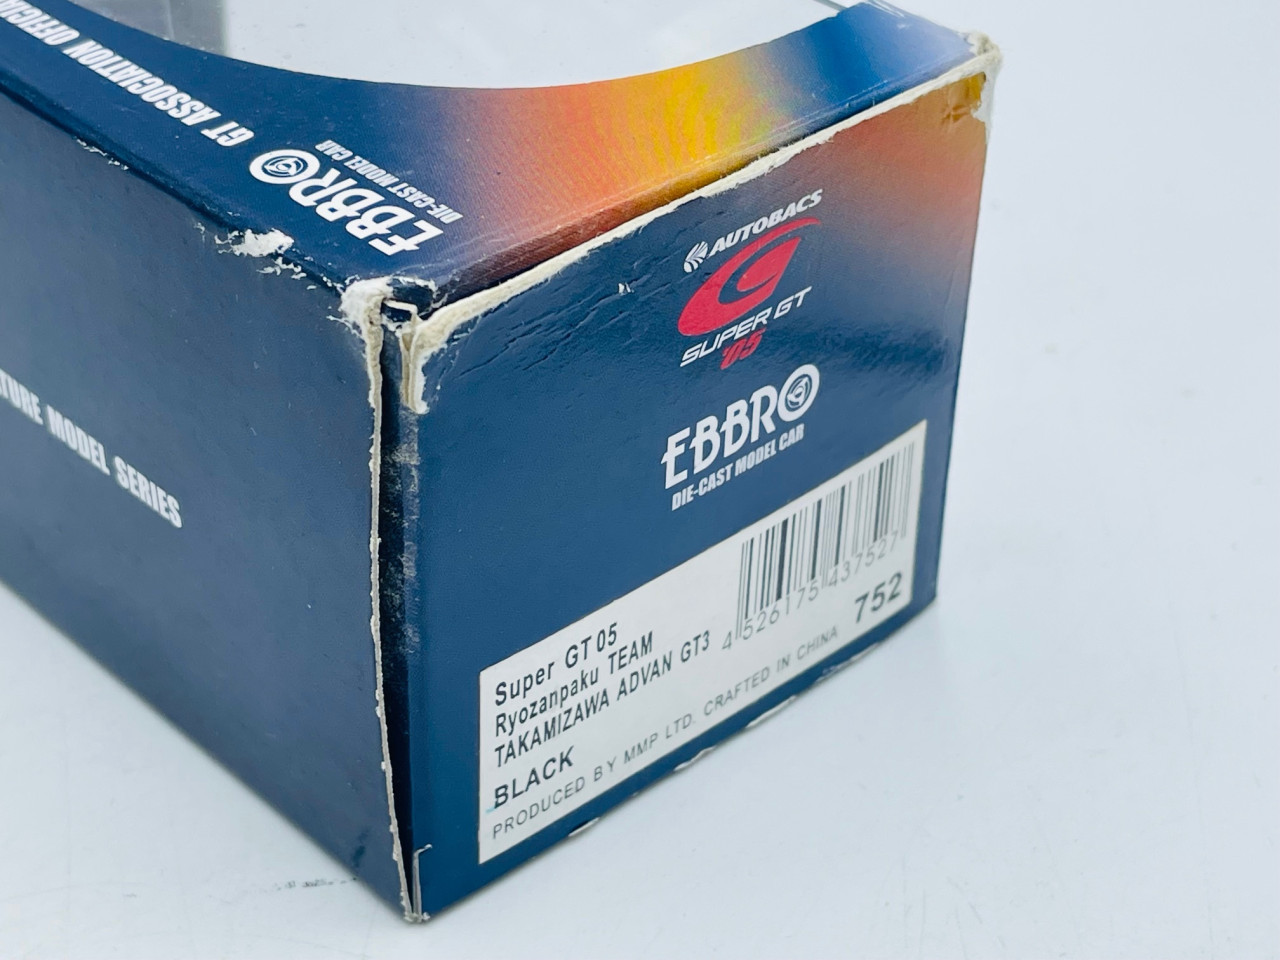 GT ASSOCIATION OFFICIAL
EBBRO
DIE-CAST MODEL CAR
MODEL SERIES
AUTOBACS
SUPER GT
'05
EBBRO
DIE-CAST MODEL CAR
4 526175 437527
752
Super GT 05
Ryozanpaku TEAM
TAKAMIZAWA ADVAN GT3
BLACK
PRODUCED BY MMP LTD. CRAFTED IN CHINA